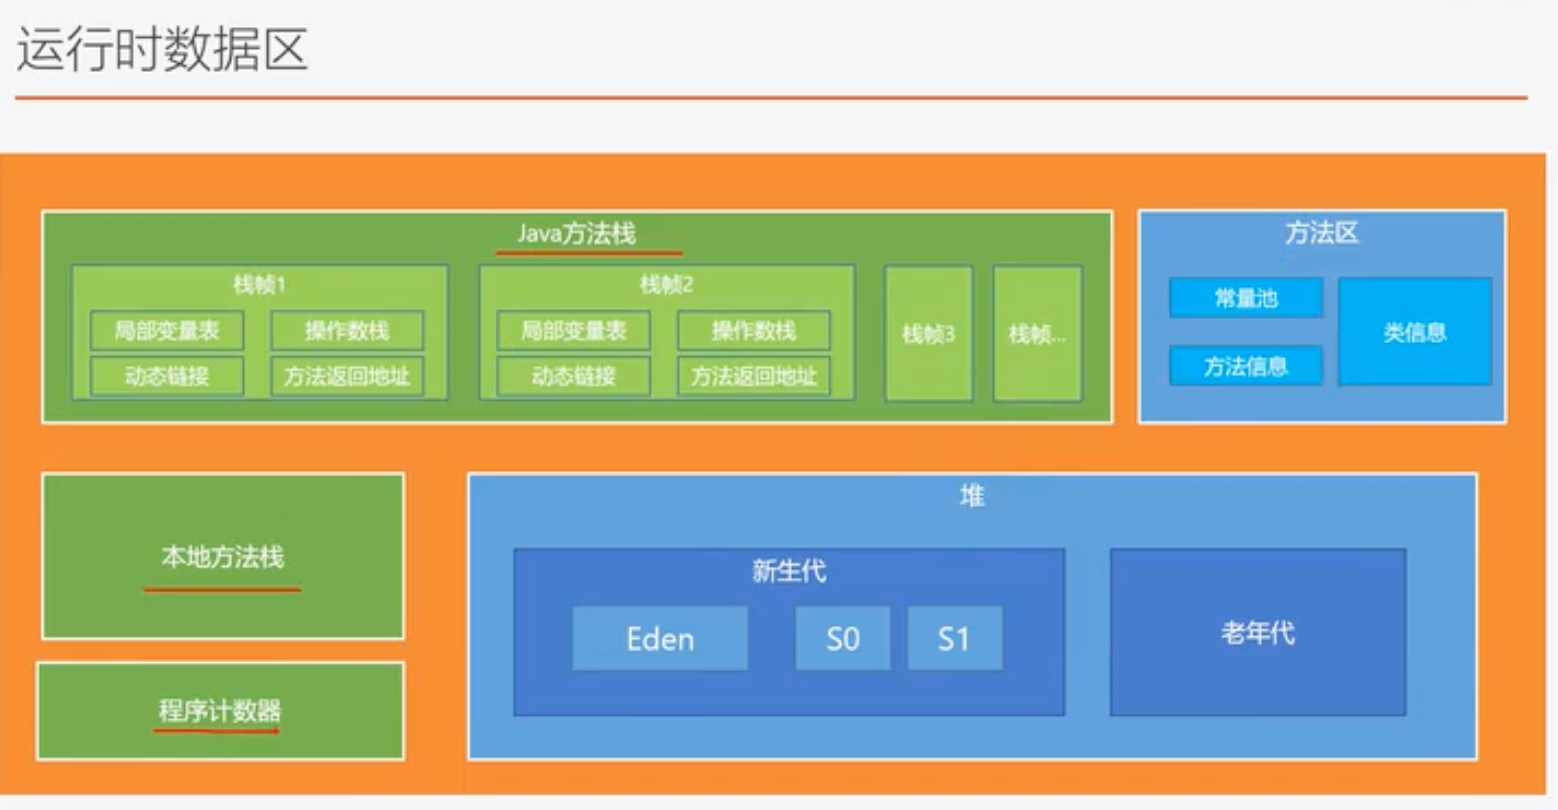 运行时数据区
Java方法栈
栈帧1
局部变量表
操作数栈
动态链接
方法返回地址
栈帧2
局部变量表
操作数栈
动态链接
方法返回地址
栈帧3
栈帧...
方法区
常量池
方法信息
类信息
本地方法栈
程序计数器
堆
新生代
Eden
S0
S1
老年代